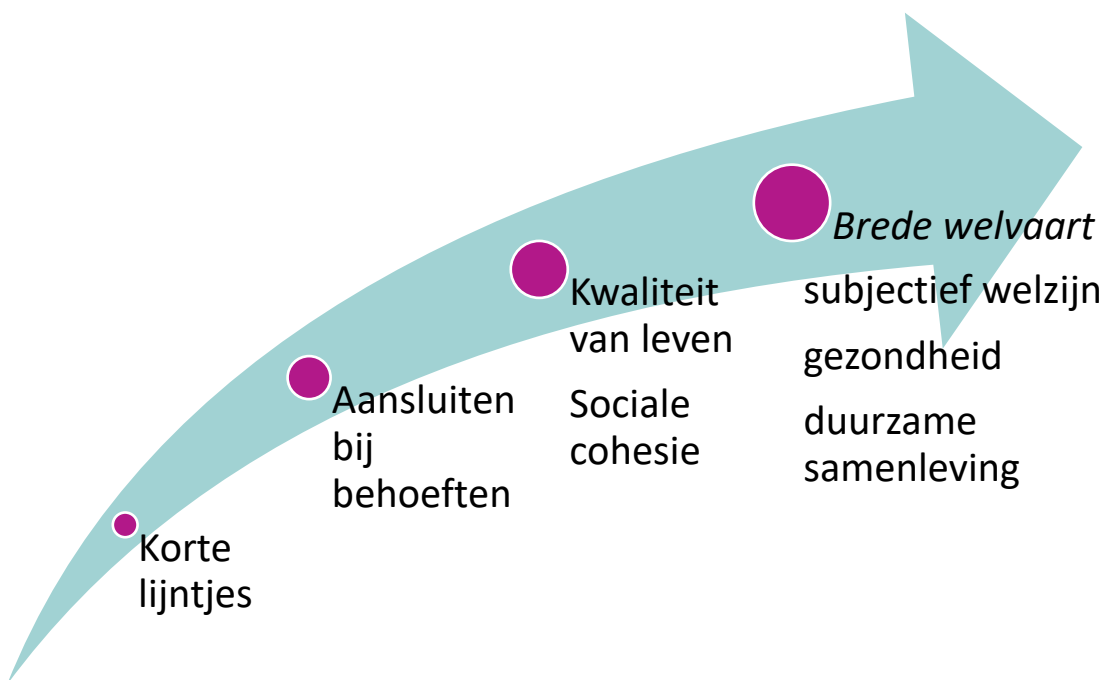 Korte
lijntjes
Aansluiten
bij
behoeften
Kwaliteit
van leven
Sociale
cohesie
Brede welvaart
subjectief welzijn
gezondheid
duurzame
samenleving